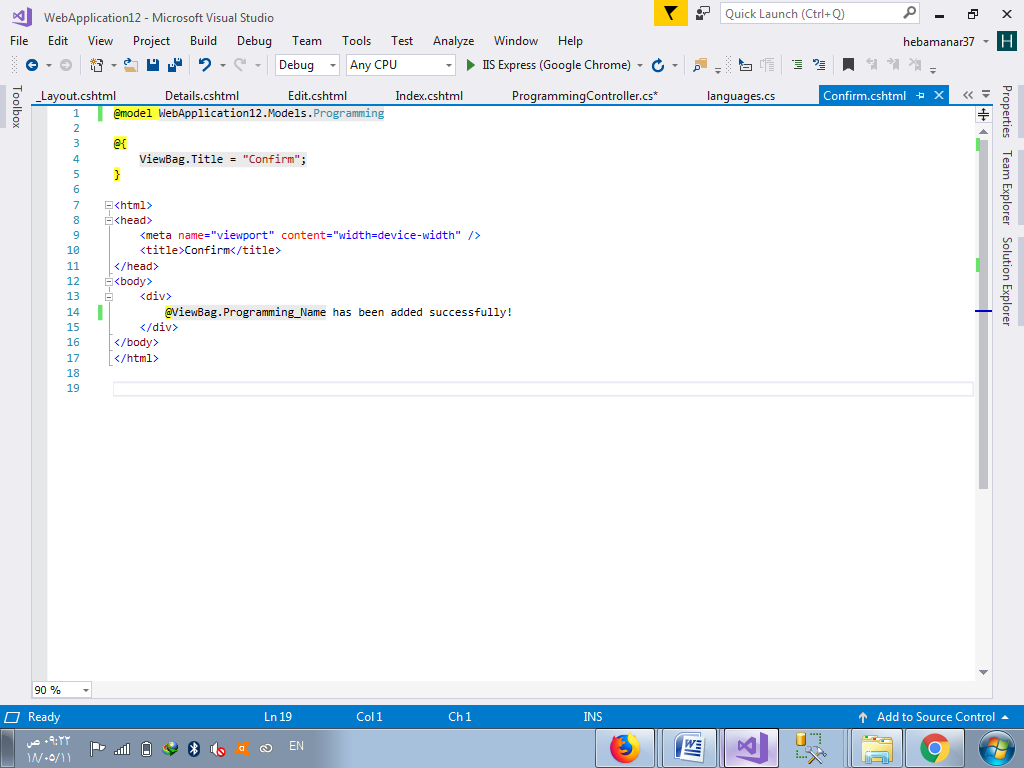 WebApplication12 - Microsoft Visual Studio
Quick Launch (Ctrl+Q)
File Edit View Project Build Debug Team Tools Test Analyze Window Help
hebamanar37 H
Debug Any CPU IIS Express (Google Chrome)
Toolbox
_Layout.cshtml Details.cshtml Edit.cshtml Index.cshtml ProgrammingController.cs* languages.cs Confirm.cshtml
Properties
Team Explorer
Solution Explorer
1 @model WebApplication12.Models.Programming
2
3 @{
4 ViewBag.Title = "Confirm";
5 }
6
7 <html>
8 <head>
9 <meta name="viewport" content="width=device-width" />
10 <title>Confirm</title>
11 </head>
12 <body>
13 <div>
14 @ViewBag.Programming_Name has been added successfully!
15 </div>
16 </body>
17 </html>
18
19
90 %
Ready Ln 19 Col 1 Ch 1 INS Add to Source Control
٠٩:٢٢ ص
١٨/٠٥/١١
EN